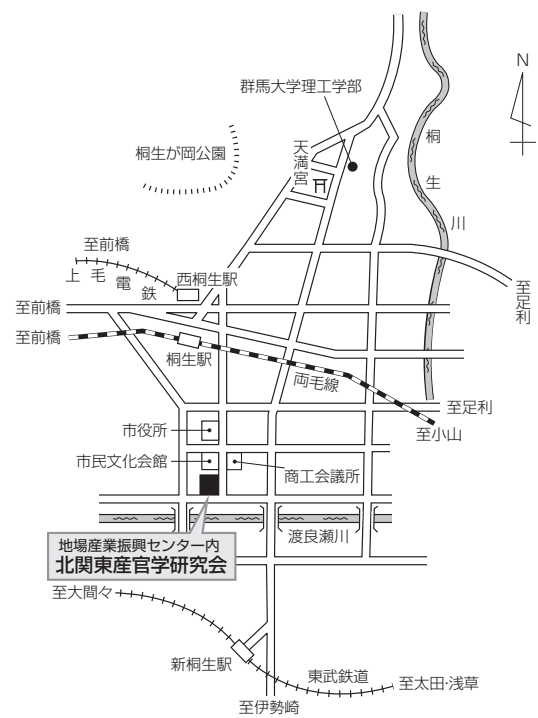 N
群馬大学理工学部
桐生が岡公園
天満宮
桐生川
至前橋
上毛電鉄
西桐生駅
至足利
至前橋
至前橋
桐生駅
両毛線
至足利
至小山
市役所
市民文化会館
商工会議所
渡良瀬川
地場産業振興センター内
北関東産官学研究会
至大間々
新桐生駅
東武鉄道
至太田・浅草
至伊勢崎